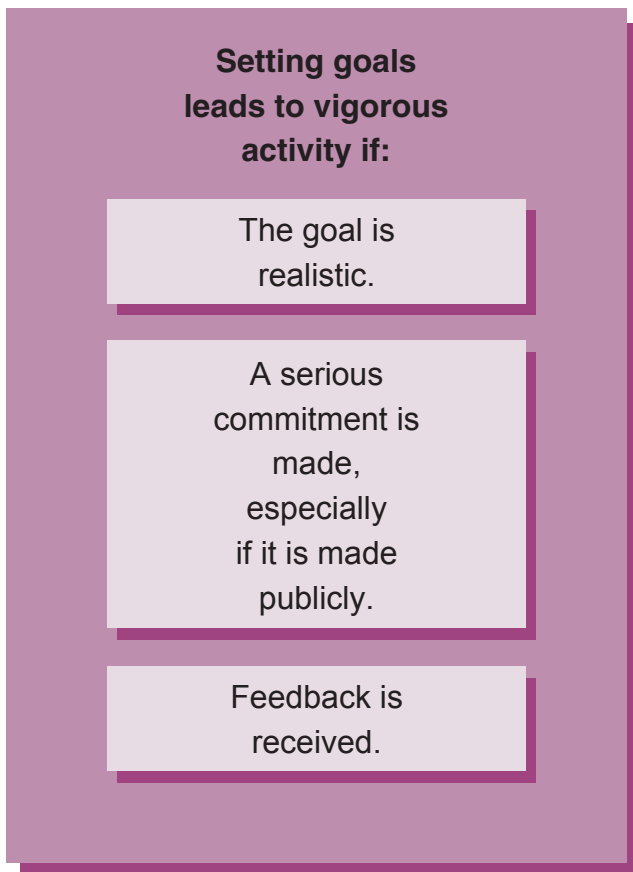 Setting goals
leads to vigorous
activity if:
The goal is
realistic.
A serious
commitment is
made,
especially
if it is made
publicly.
Feedback is
received.